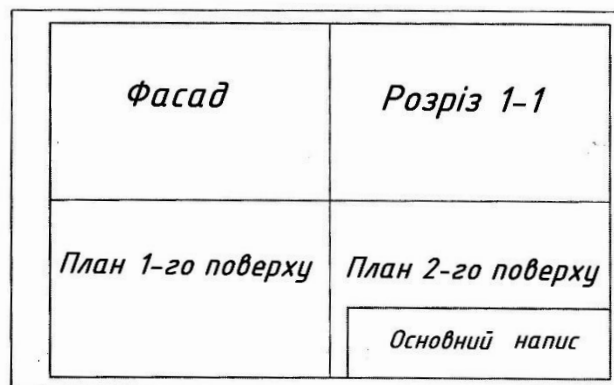 Фасад
Розріз 1-1
План 1-го поверху
План 2-го поверху
Основний напис